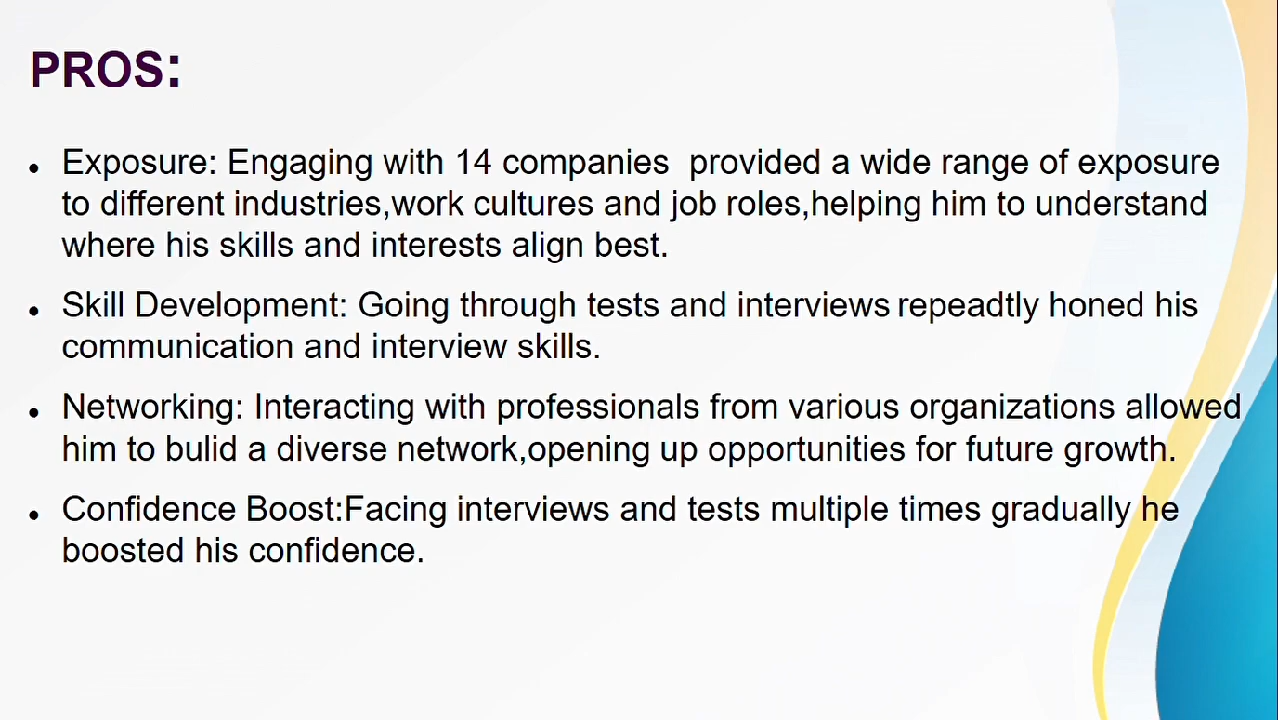 PROS:
• Exposure: Engaging with 14 companies  provided a wide range of exposure
to different industries,work cultures and job roles,helping him to understand
where his skills and interests align best.
• Skill Development: Going through tests and interviews repeadtly honed his
communication and interview skills.
• Networking: Interacting with professionals from various organizations allowed
him to bulid a diverse network,opening up opportunities for future growth.
• Confidence Boost:Facing interviews and tests multiple times gradually he
boosted his confidence.